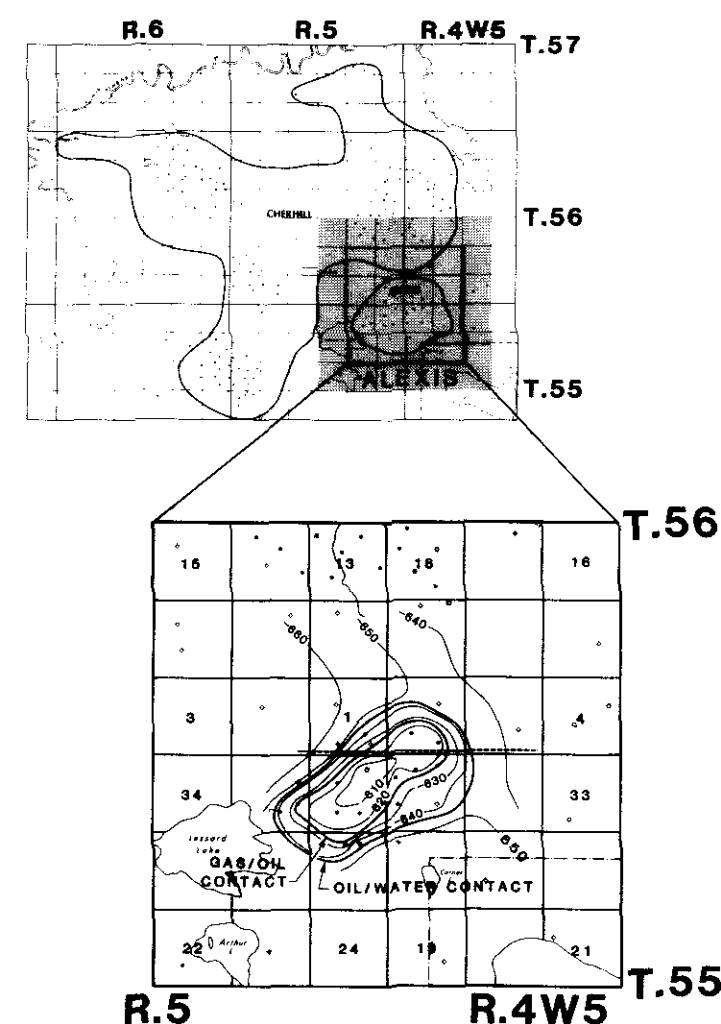 R.6 R.5 R.4W5
T.57
CHERHILL
T.56
ALEXIS
T.55
T.56
15 13 18 16
-660 -650 -640
3 1 4
34 -610 -620 -630 33
-640 -650
Lessard
Lake
GAS/OIL
CONTACT
OIL/WATER CONTACT
22 Arthur
L. 24 19 21
T.55
R.5 R.4W5